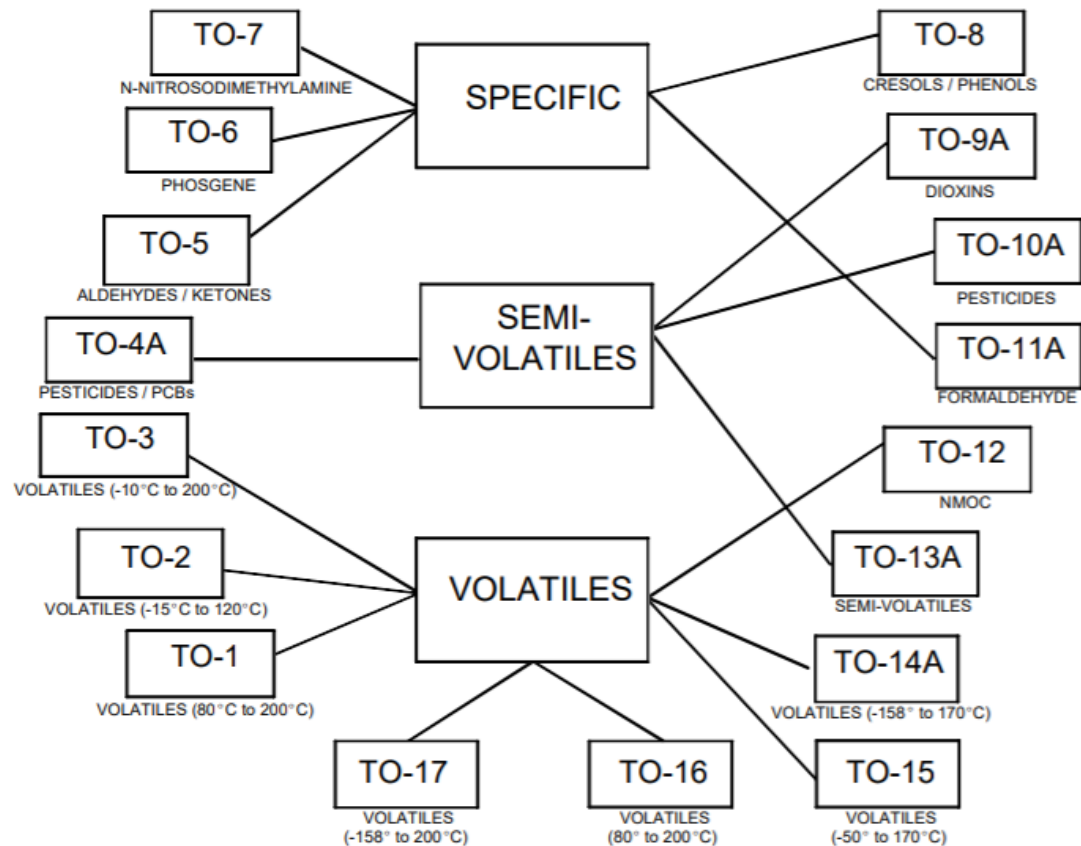 TO-7
N-NITROSODIMETHYLAMINE
TO-6
PHOSGENE
TO-5
ALDEHYDES / KETONES
TO-4A
PESTICIDES / PCBs
TO-3
VOLATILES (-10°C to 200°C)
TO-2
VOLATILES (-15°C to 120°C)
TO-1
VOLATILES (80°C to 200°C)
SPECIFIC
SEMI-
VOLATILES
VOLATILES
TO-17
VOLATILES
(-158° to 200°C)
TO-16
VOLATILES
(80° to 200°C)
TO-8
CRESOLS / PHENOLS
TO-9A
DIOXINS
TO-10A
PESTICIDES
TO-11A
FORMALDEHYDE
TO-12
NMOC
TO-13A
SEMI-VOLATILES
TO-14A
VOLATILES (-158° to 170°C)
TO-15
VOLATILES
(-50° to 170°C)